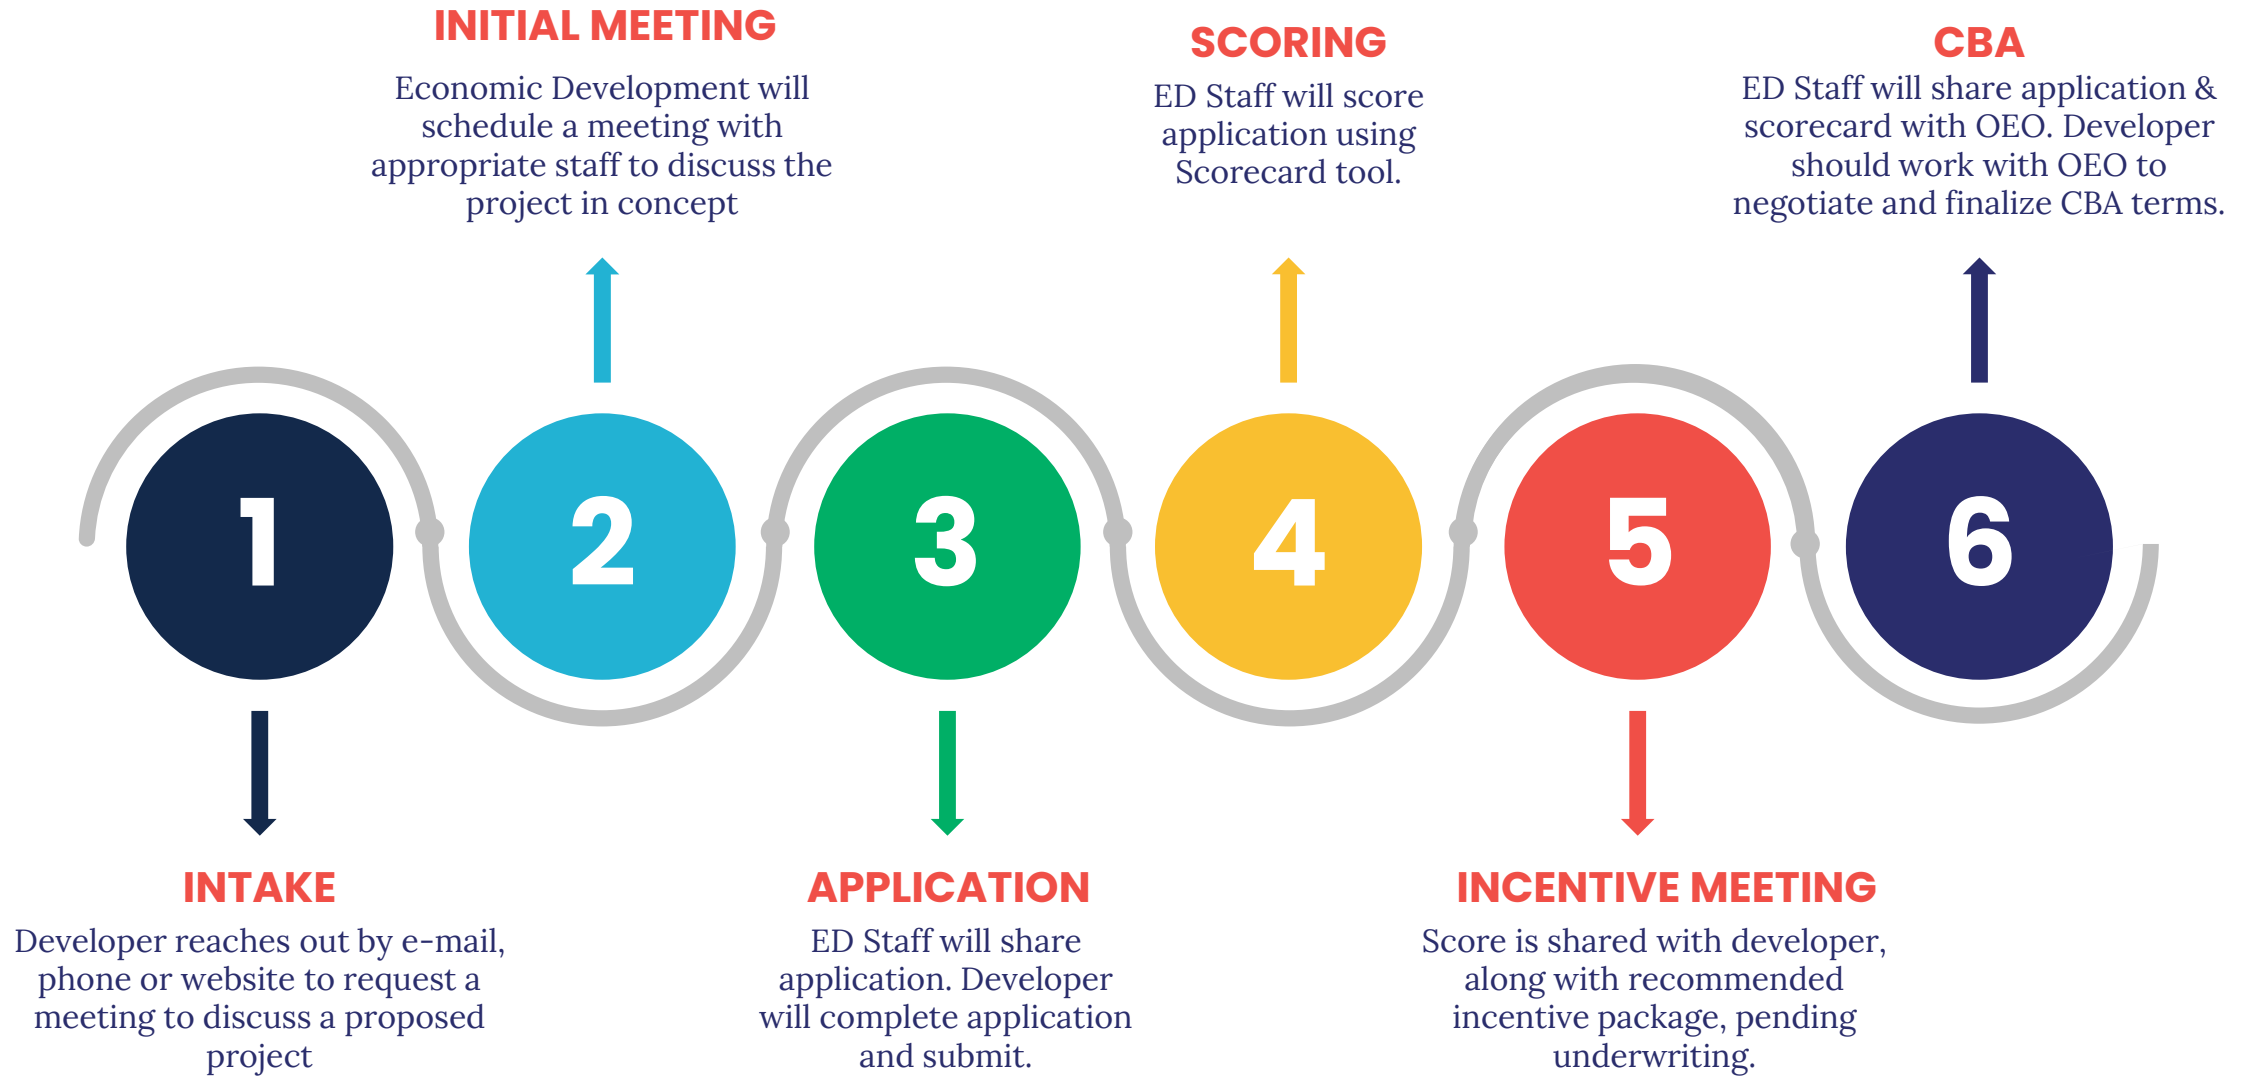 INITIAL MEETING
Economic Development will
schedule a meeting with
appropriate staff to discuss the
project in concept
SCORING
ED Staff will score
application using
Scorecard tool.
CBA
ED Staff will share application &
scorecard with OEO. Developer
should work with OEO to
negotiate and finalize CBA terms.
1
2
3
4
5
6
INTAKE
Developer reaches out by e-mail,
phone or website to request a
meeting to discuss a proposed
project
APPLICATION
ED Staff will share
application. Developer
will complete application
and submit.
INCENTIVE MEETING
Score is shared with developer,
along with recommended
incentive package, pending
underwriting.